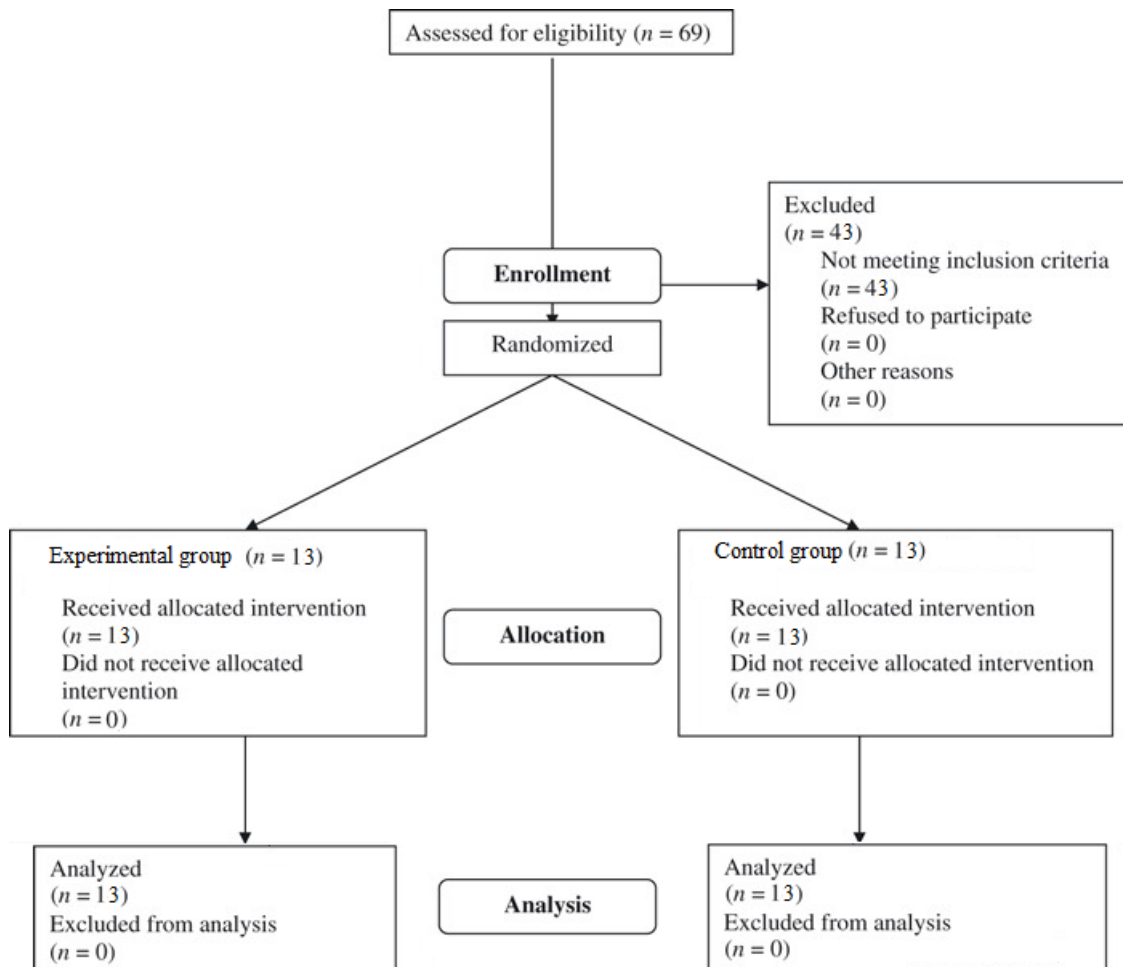 Assessed for eligibility (n = 69)
Excluded
(n = 43)
Not meeting inclusion criteria
(n = 43)
Refused to participate
(n = 0)
Other reasons
(n = 0)
Enrollment
Randomized
Experimental group (n = 13)
Received allocated intervention
(n = 13)
Did not receive allocated
intervention
(n = 0)
Allocation
Control group (n = 13)
Received allocated intervention
(n = 13)
Did not receive allocated intervention
(n = 0)
Analyzed
(n = 13)
Excluded from analysis
(n = 0)
Analysis
Analyzed
(n = 13)
Excluded from analysis
(n = 0)